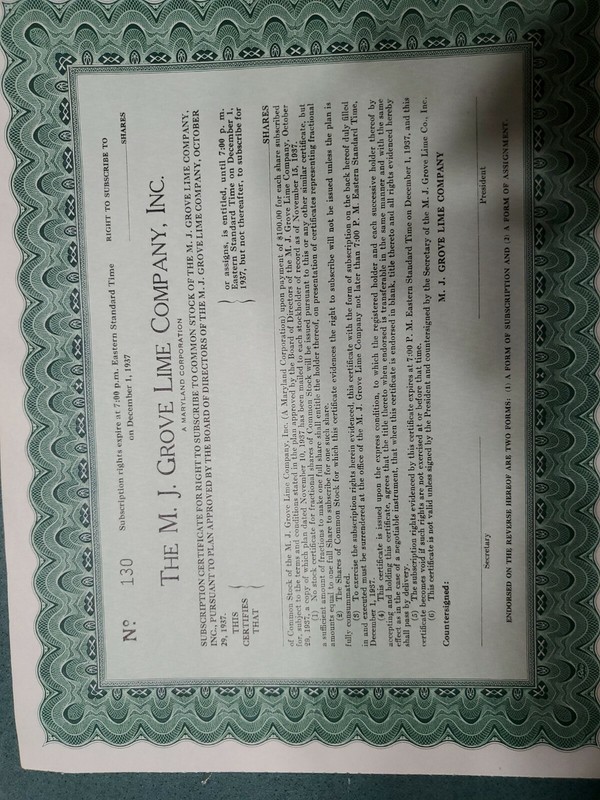 Nº 130
Subscription rights expire at 7:00 p.m. Eastern Standard Time
on December 1, 1937
RIGHT TO SUBSCRIBE TO
SHARES
THE M. J. GROVE LIME COMPANY, INC.
A MARYLAND CORPORATION
SUBSCRIPTION CERTIFICATE FOR RIGHT TO SUBSCRIBE TO COMMON STOCK OF THE M. J. GROVE LIME COMPANY,
INC., PURSUANT TO PLAN APPROVED BY THE BOARD OF DIRECTORS OF THE M. J. GROVE LIME COMPANY, OCTOBER
29, 1937.
THIS
CERTIFIES
THAT
or assigns, is entitled, until 7:00 p. m.
Eastern Standard Time on December 1,
1937, but not thereafter, to subscribe for
SHARES
of Common Stock of the M. J. Grove Lime Company, Inc. (A Maryland Corporation) upon payment of $100.00 for each share subscribed
for, subject to the terms and conditions stated in the plan approved by the Board of Directors of the M. J. Grove Lime Company, October
29, 1937, a copy of which plan dated November 10, 1937 has been mailed to each stockholder of record as of November 15, 1937.
(1) No stock certificate for fractional shares of Common Stock will be issued pursuant to this or any other similar certificate, but
a sufficient amount of fractions to make one full share shall entitle the holder thereof, on presentation of certificates representing fractional
amounts equal to one full Share to subscribe for one such share.
(2) The Shares of Common Stock for which this certificate evidences the right to subscribe will not be issued unless the plan is
fully consummated.
(3) To exercise the subscription rights herein evidenced, this certificate with the form of subscription on the back hereof duly filled
in and executed must be surrendered at the office of the M. J. Grove Lime Company not later than 7:00 P. M. Eastern Standard Time,
December 1, 1937.
(4) This certificate is issued upon the express condition, to which the registered holder and each successive holder thereof by
accepting and holding this certificate, agrees that the title thereto when endorsed is transferable in the same manner and with the same
effect as in the case of a negotiable instrument, that when this certificate is endorsed in blank, title thereto and all rights evidenced hereby
shall pass by delivery.
(5) The subscription rights evidenced by this certificate expires at 7:00 P. M. Eastern Standard Time on December 1, 1937, and this
certificate becomes void if such rights are not exercised at or before that time.
(6) This certificate is not valid unless signed by the President and countersigned by the Secretary of the M. J. Grove Lime Co., Inc.
Countersigned:
M. J. GROVE LIME COMPANY
Secretary
President
ENDORSED ON THE REVERSE HEREOF ARE TWO FORMS: (1) A FORM OF SUBSCRIPTION AND (2) A FORM OF ASSIGNMENT